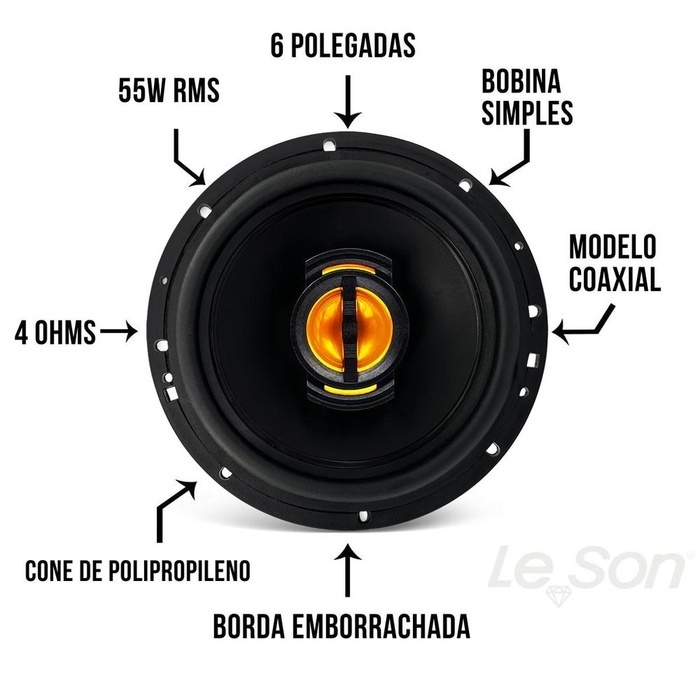 6 POLEGADAS
55W RMS
BOBINA
SIMPLES
MODELO
COAXIAL
4 OHMS
CONE DE POLIPROPILENO
BORDA EMBORRACHADA
Le Son